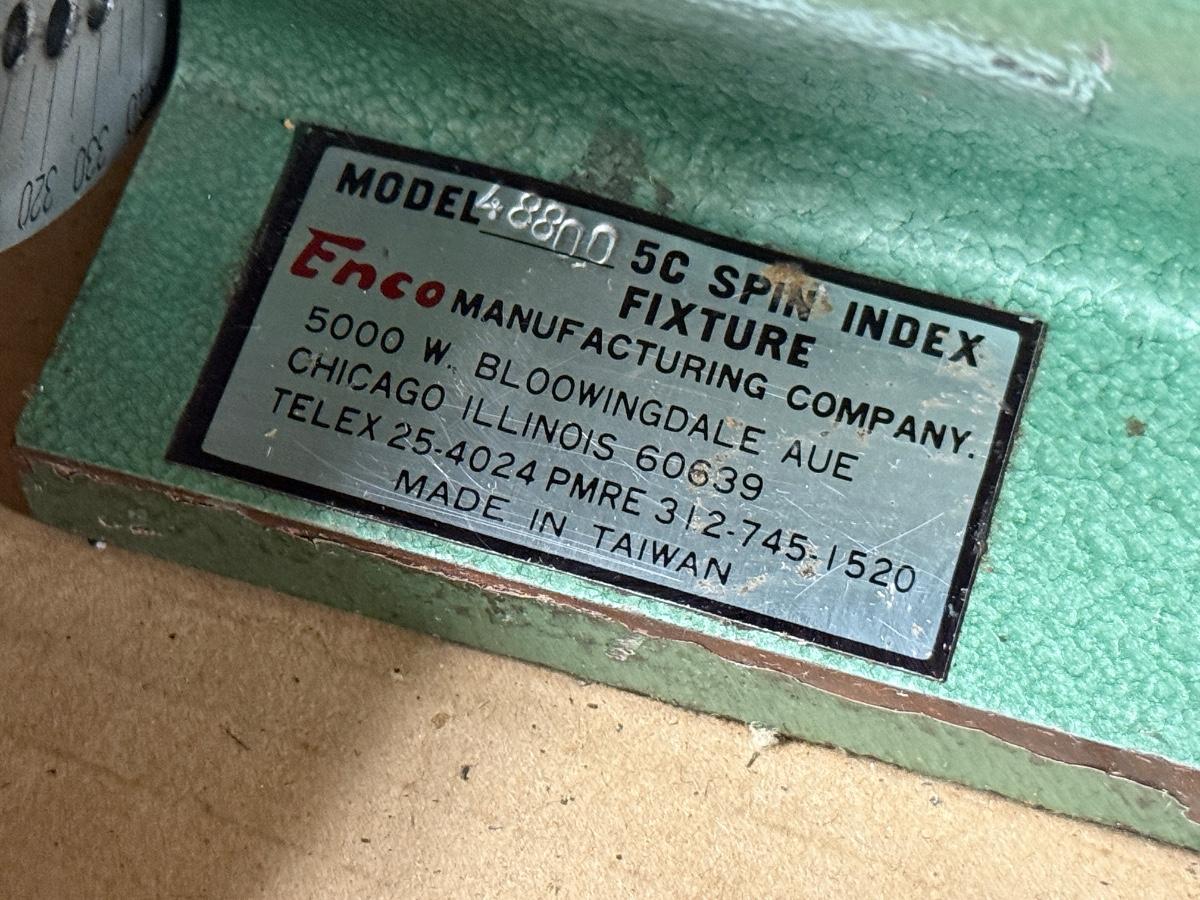 MODEL 48800 5C SPIN INDEX
FIXTURE
Enco MANUFACTURING COMPANY.
5000 W. BLOOWINGDALE AUE
CHICAGO ILLINOIS 60639
TELEX 25-4024 PMRE 312-745-1520
MADE IN TAIWAN
330 320